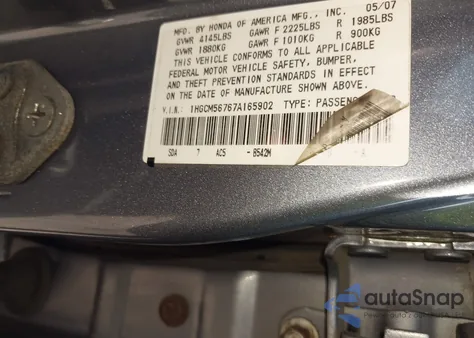 MFD. BY HONDA OF AMERICA MFG., INC. 05/07
GVWR 4145LBS GAWR F 2225LBS R 1985LBS
GVWR 1880KG GAWR F 1010KG R 900KG
THIS VEHICLE CONFORMS TO ALL APPLICABLE
FEDERAL MOTOR VEHICLE SAFETY, BUMPER,
AND THEFT PREVENTION STANDARDS IN EFFECT
ON THE DATE OF MANUFACTURE SHOWN ABOVE.
V.I.N.: 1HGCM56767A165902 TYPE: PASSEN
SDA 7 AC5 - B542M A
autoSnap